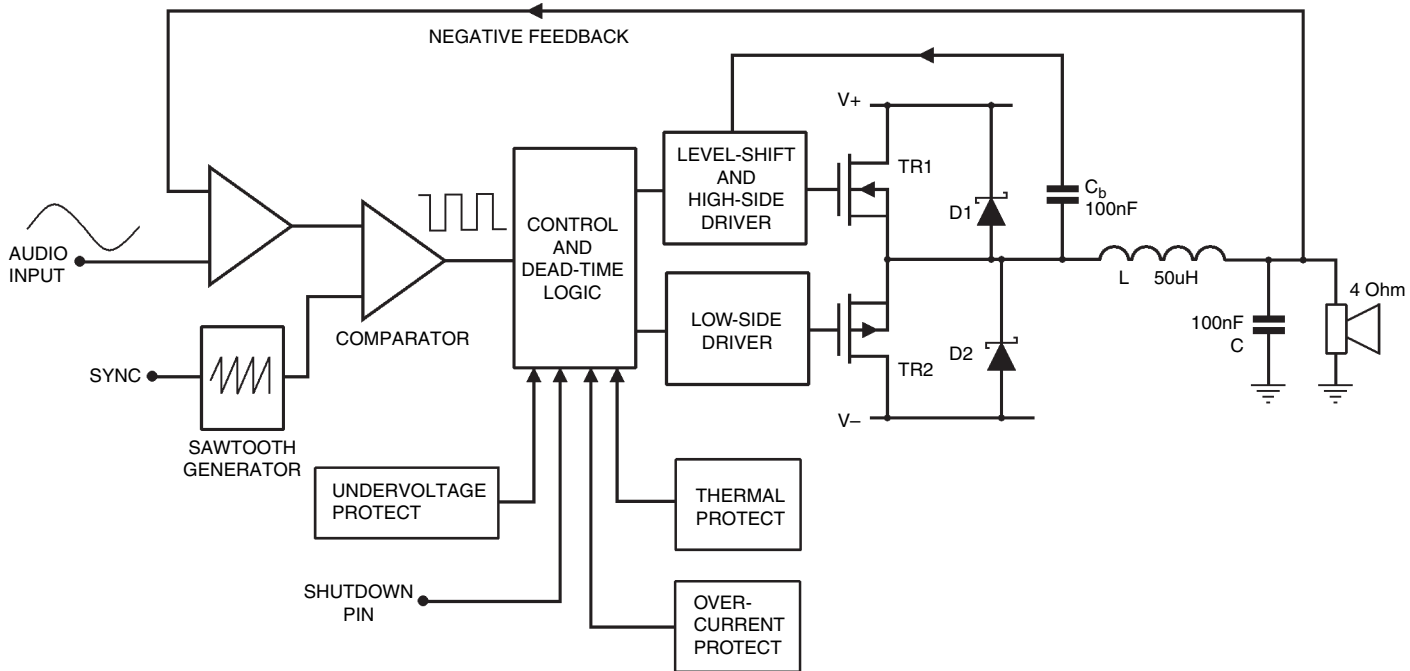 NEGATIVE FEEDBACK
V+
LEVEL-SHIFT
AND
HIGH-SIDE
DRIVER
TR1
D1
Cb
100nF
AUDIO
INPUT
CONTROL
AND
DEAD-TIME
LOGIC
COMPARATOR
L 50uH
4 Ohm
100nF
C
LOW-SIDE
DRIVER
TR2
D2
V–
SYNC
SAWTOOTH
GENERATOR
UNDERVOLTAGE
PROTECT
THERMAL
PROTECT
SHUTDOWN
PIN
OVER-
CURRENT
PROTECT